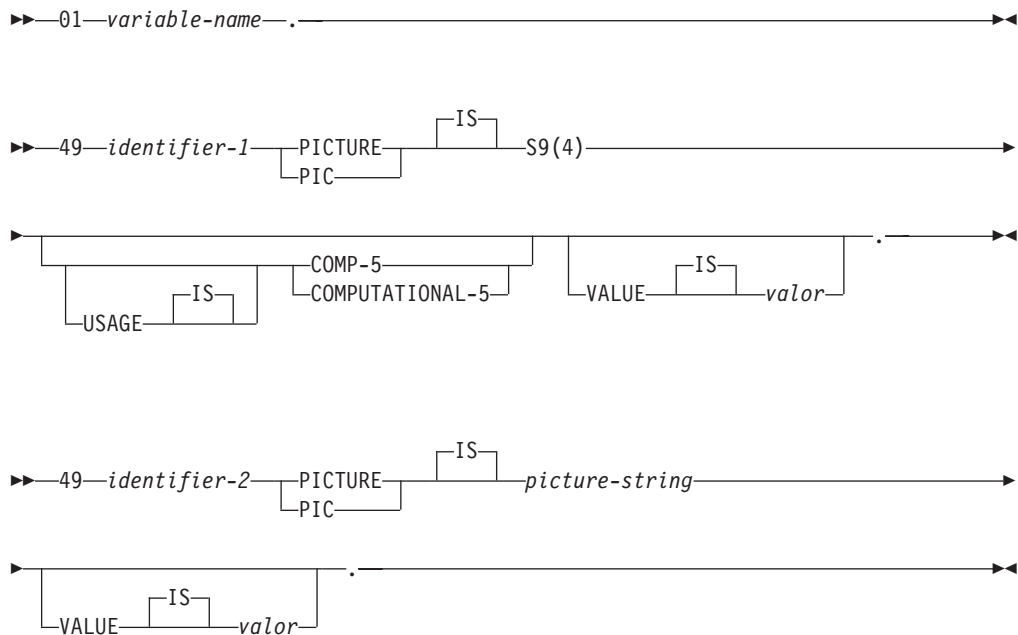 01 variable-name .
IS
49 identifier-1 PICTURE S9(4)
PIC
.
COMP-5
IS COMPUTATIONAL-5 IS
USAGE VALUE valor
IS
49 identifier-2 PICTURE picture-string
PIC
.
IS
VALUE valor